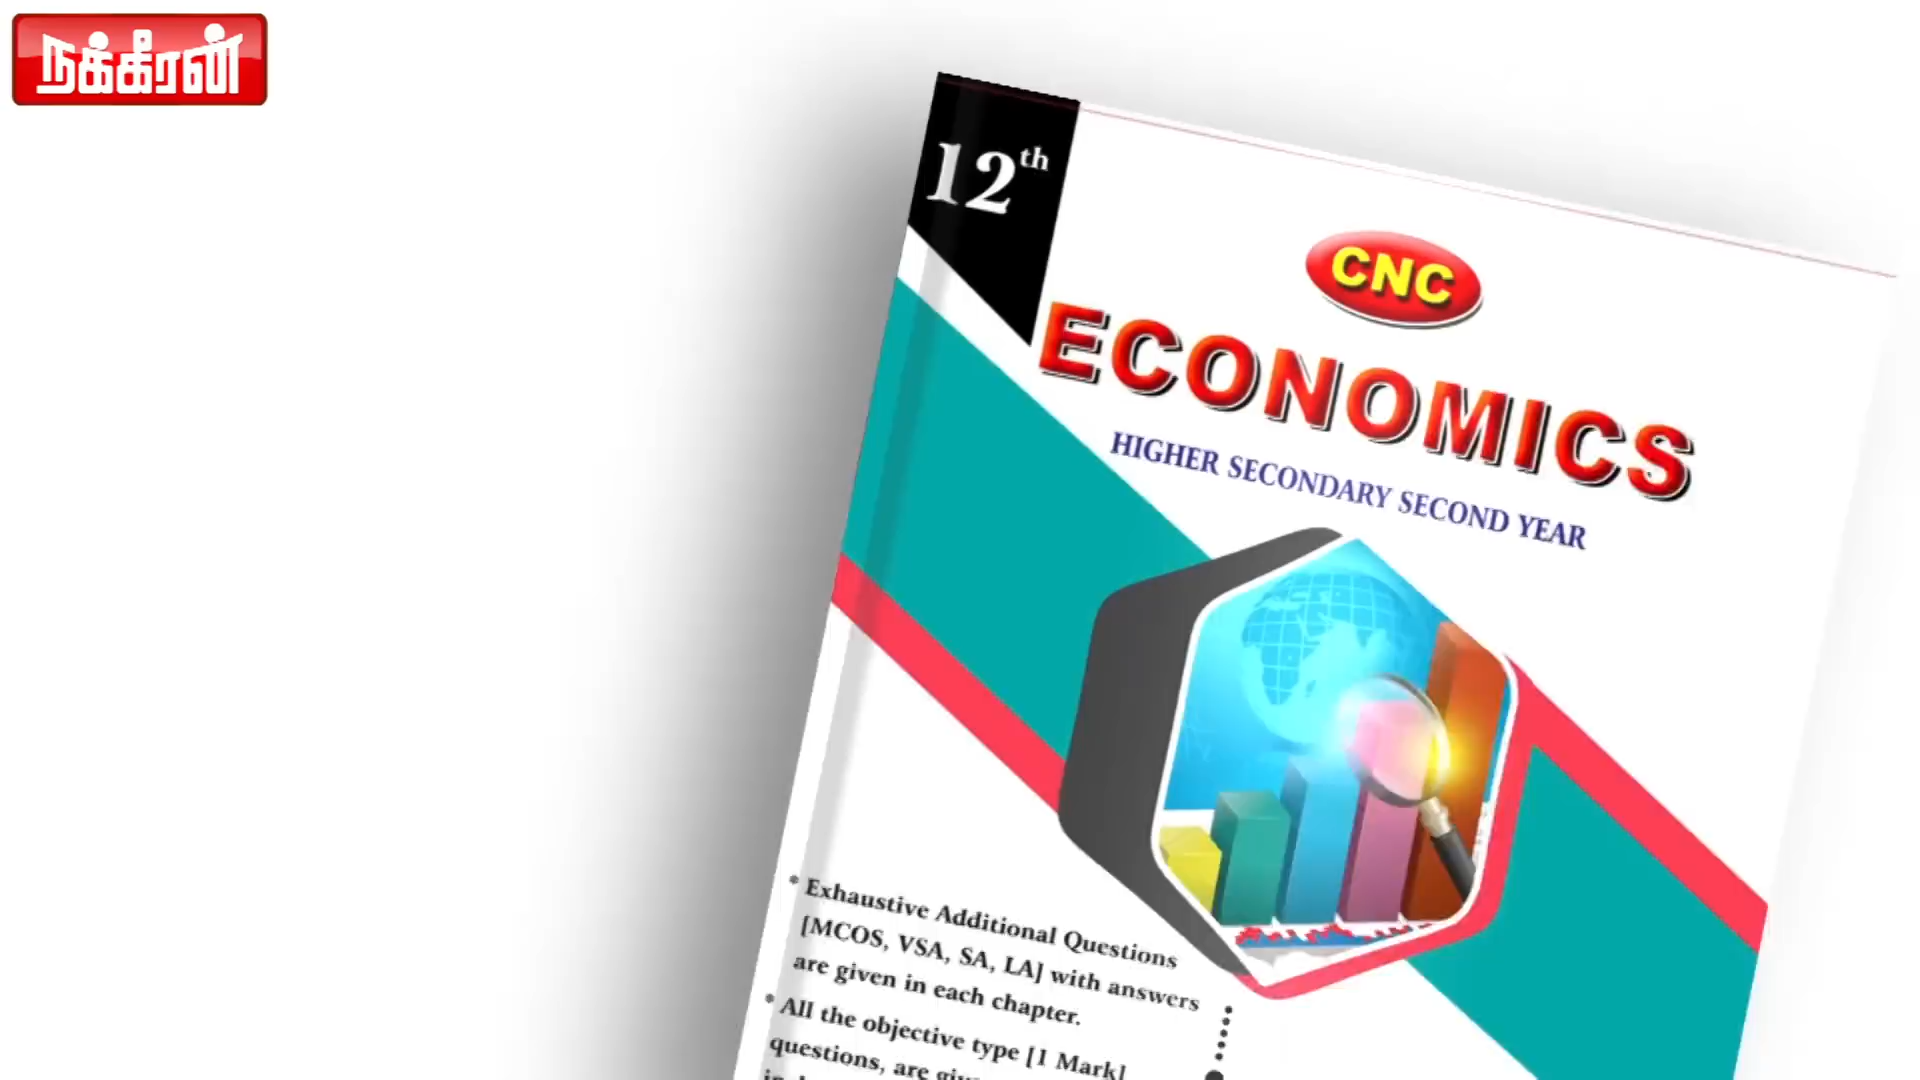 நக்கீரன்
12th
CNC
ECONOMICS
HIGHER SECONDARY SECOND YEAR
* Exhaustive Additional Questions
[MCOS, VSA, SA, LA] with answers
are given in each chapter.
* All the objective type [1 Mark]
questions, are